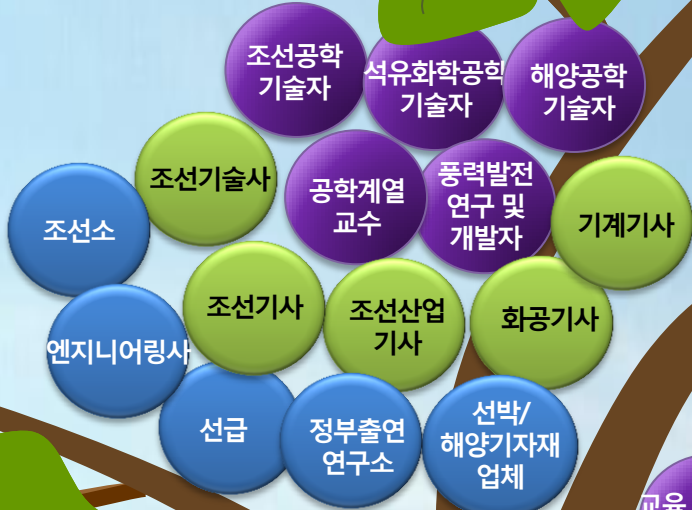 조선공학
기술자
석유화학공학
기술자
해양공학
기술자
조선기술사
공학계열
교수
풍력발전
연구 및
개발자
기계기사
조선소
조선기사
조선산업
기사
화공기사
엔지니어링사
선급
정부출연
연구소
선박/
해양기자재
업체
교육